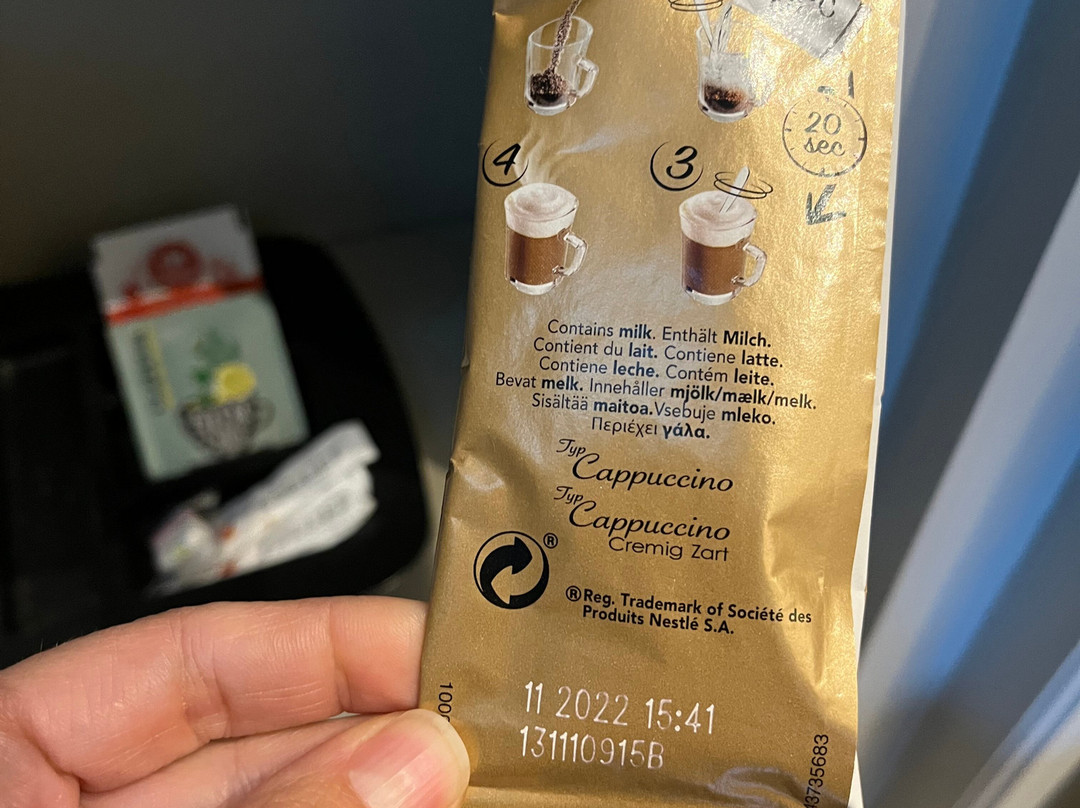 20
sec
4
3
Contains milk. Enthält Milch.
Contient du lait. Contiene latte.
Contiene leche. Contém leite.
Bevat melk. Innehåller mjölk/mælk/melk.
Sisältää maitoa.Vsebuje mleko.
Περιέχει γάλα.
Typ
Cappuccino
Typ
Cappuccino
Cremig Zart
®
®Reg. Trademark of Société des
Produits Nestlé S.A.
11 2022 15:41
131110915B
100
43735683